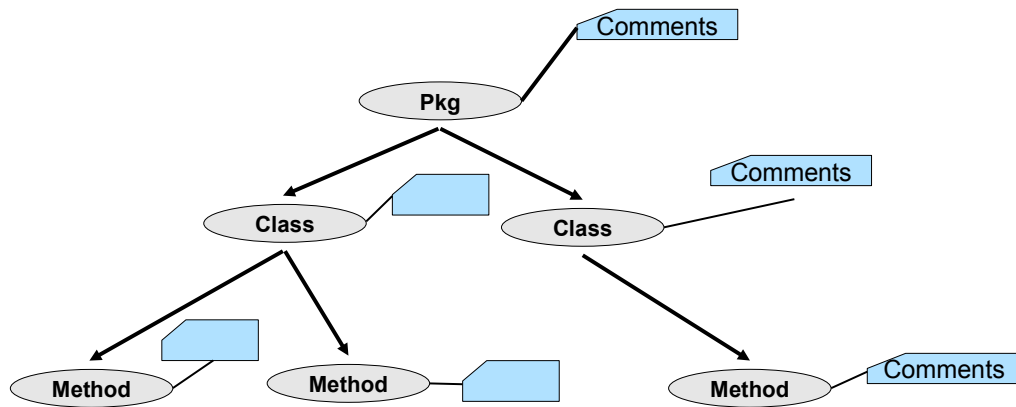 Comments
Pkg
Comments
Class
Class
Method
Method
Method
Comments